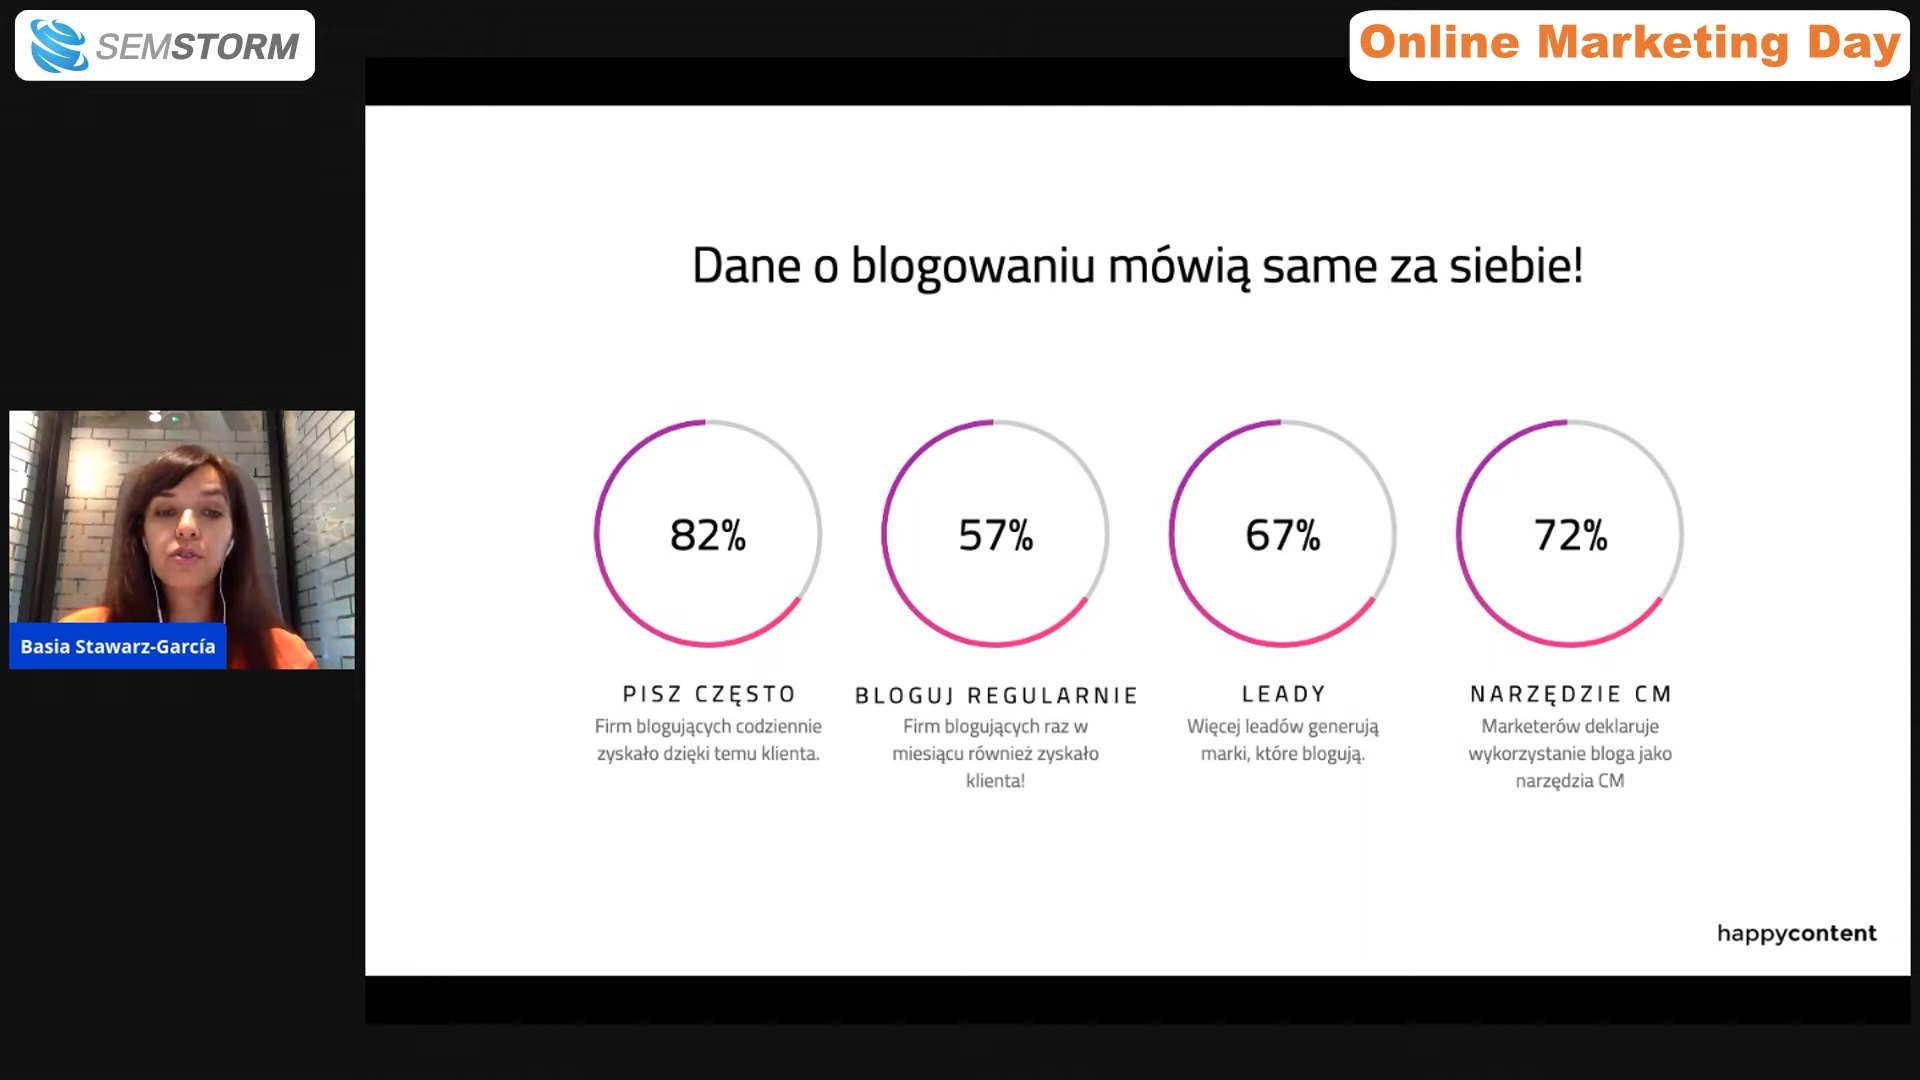 SEMSTORM
Online Marketing Day
Dane o blogowaniu mówią same za siebie!
82%
57%
67%
72%
PISZ CZĘSTO
Firm blogujących codziennie
zyskało dzięki temu klienta.
BLOGUJ REGULARNIE
Firm blogujących raz w
miesiącu również zyskało
klienta!
LEADY
Więcej leadów generują
marki, które blogują.
NARZĘDZIE CM
Marketerów deklaruje
wykorzystanie bloga jako
narzędzia CM
Basia Stawarz-García
happycontent